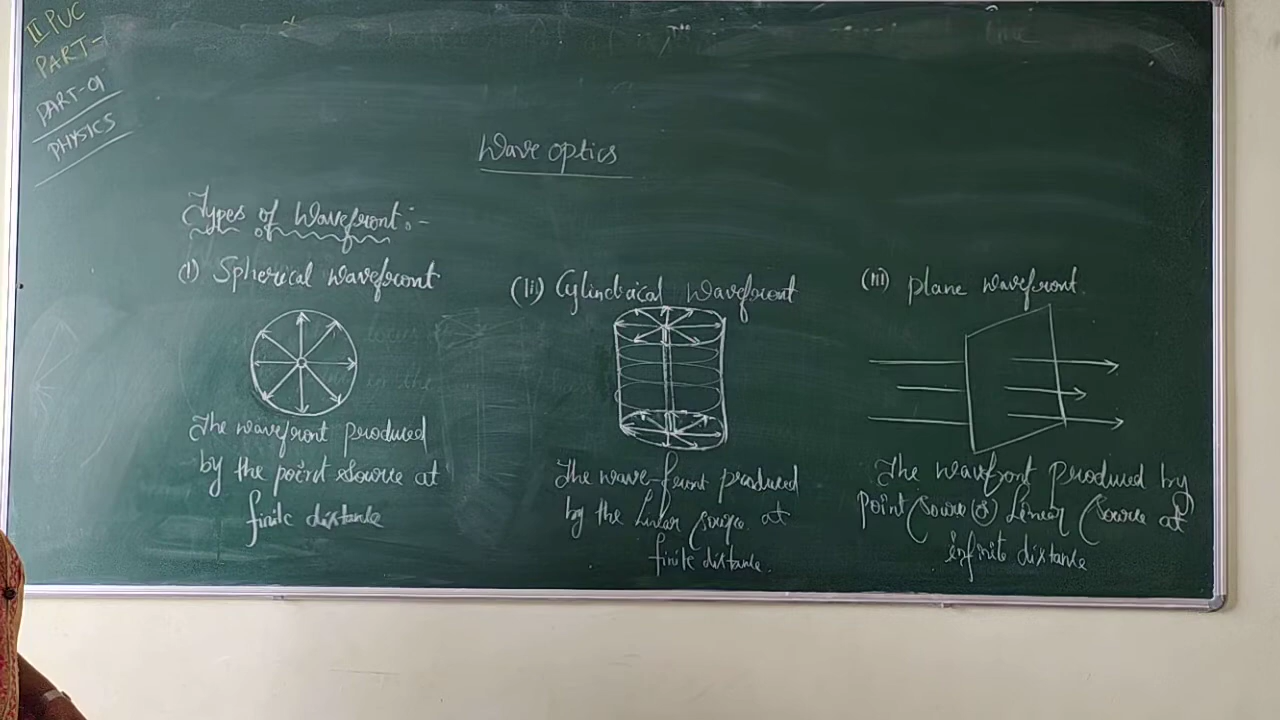 II PUC
PART-
PART-01
PHYSICS
Wave optics
Types of Wavefront :-
(i) Spherical wavefront
The wavefront produced
by the point source at
finite distance
(ii) Cylindrical Wavefront
The wave-front produced
by the linear source at
finite distance.
(iii) plane wavefront.
The wavefront produced by
point source (or) Linear source at
infinite distance